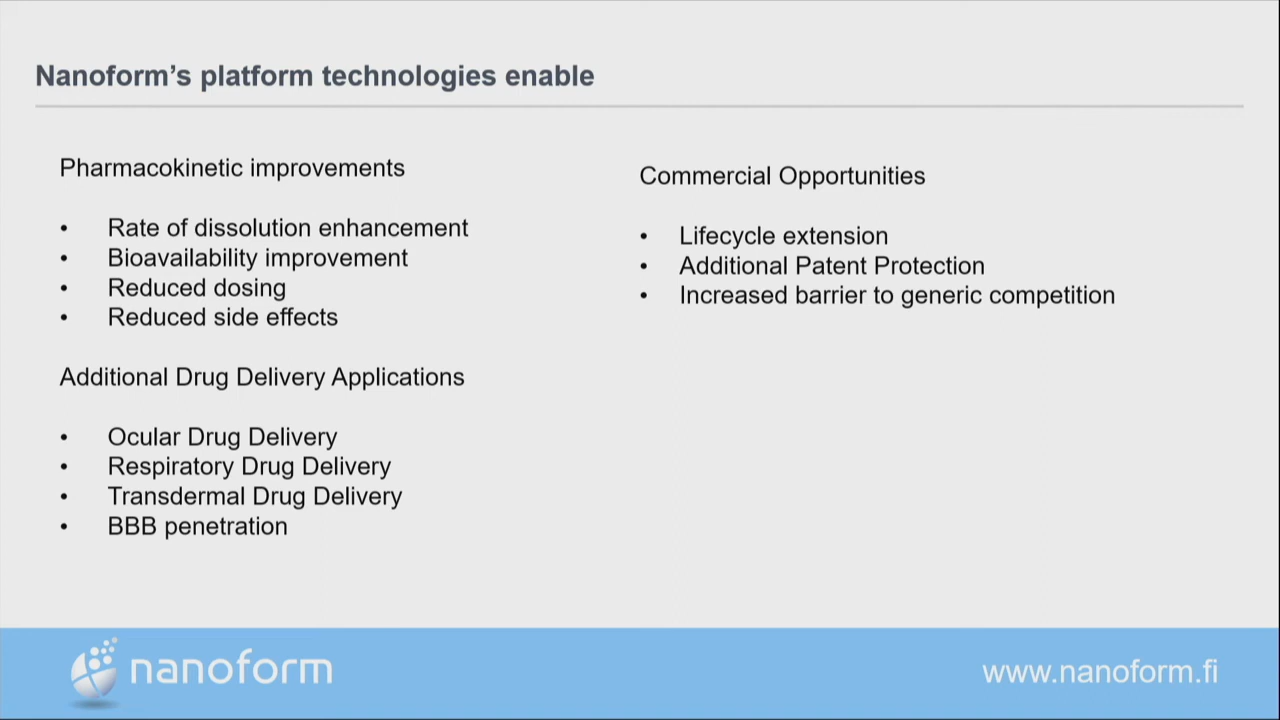 Nanoform’s platform technologies enable
Pharmacokinetic improvements
• Rate of dissolution enhancement
• Bioavailability improvement
• Reduced dosing
• Reduced side effects
Additional Drug Delivery Applications
• Ocular Drug Delivery
• Respiratory Drug Delivery
• Transdermal Drug Delivery
• BBB penetration
Commercial Opportunities
• Lifecycle extension
• Additional Patent Protection
• Increased barrier to generic competition
nanoform
www.nanoform.fi